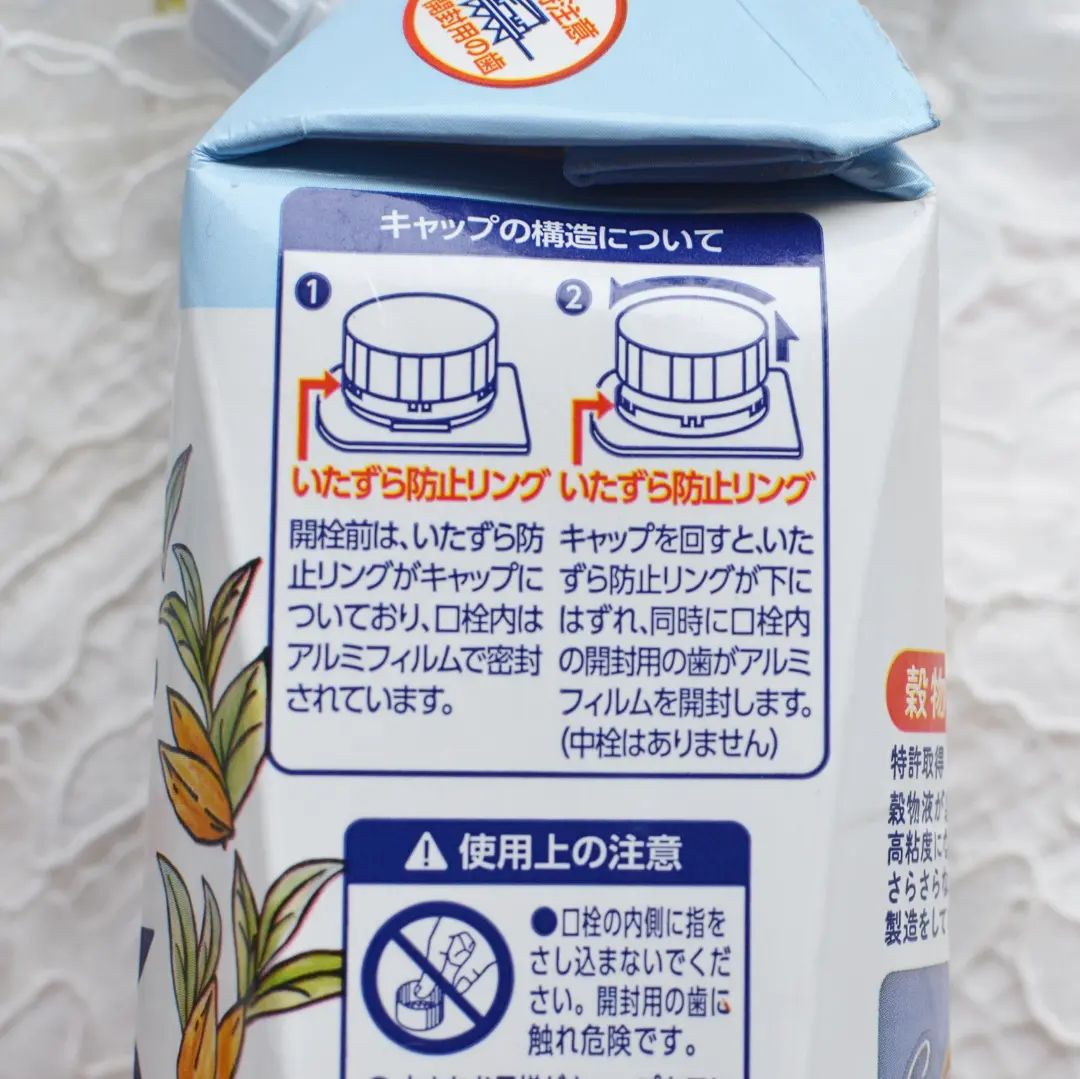 の注意
開封用の歯
キャップの構造について
1
2
いたずら防止リング
開栓前は、いたずら防
止リングがキャップに
ついており、口栓内は
アルミフィルムで密封
されています。
いたずら防止リング
キャップを回すと、いた
ずら防止リングが下に
はずれ、同時に口栓内
の開封用の歯がアルミ
フィルムを開封します。
(中栓はありません)
使用上の注意
●口栓の内側に指を
さし込まないでくだ
さい。開封用の歯に
触れ危険です。
穀物
特許取得
穀物液が
高粘度に
さらさら
製造をして